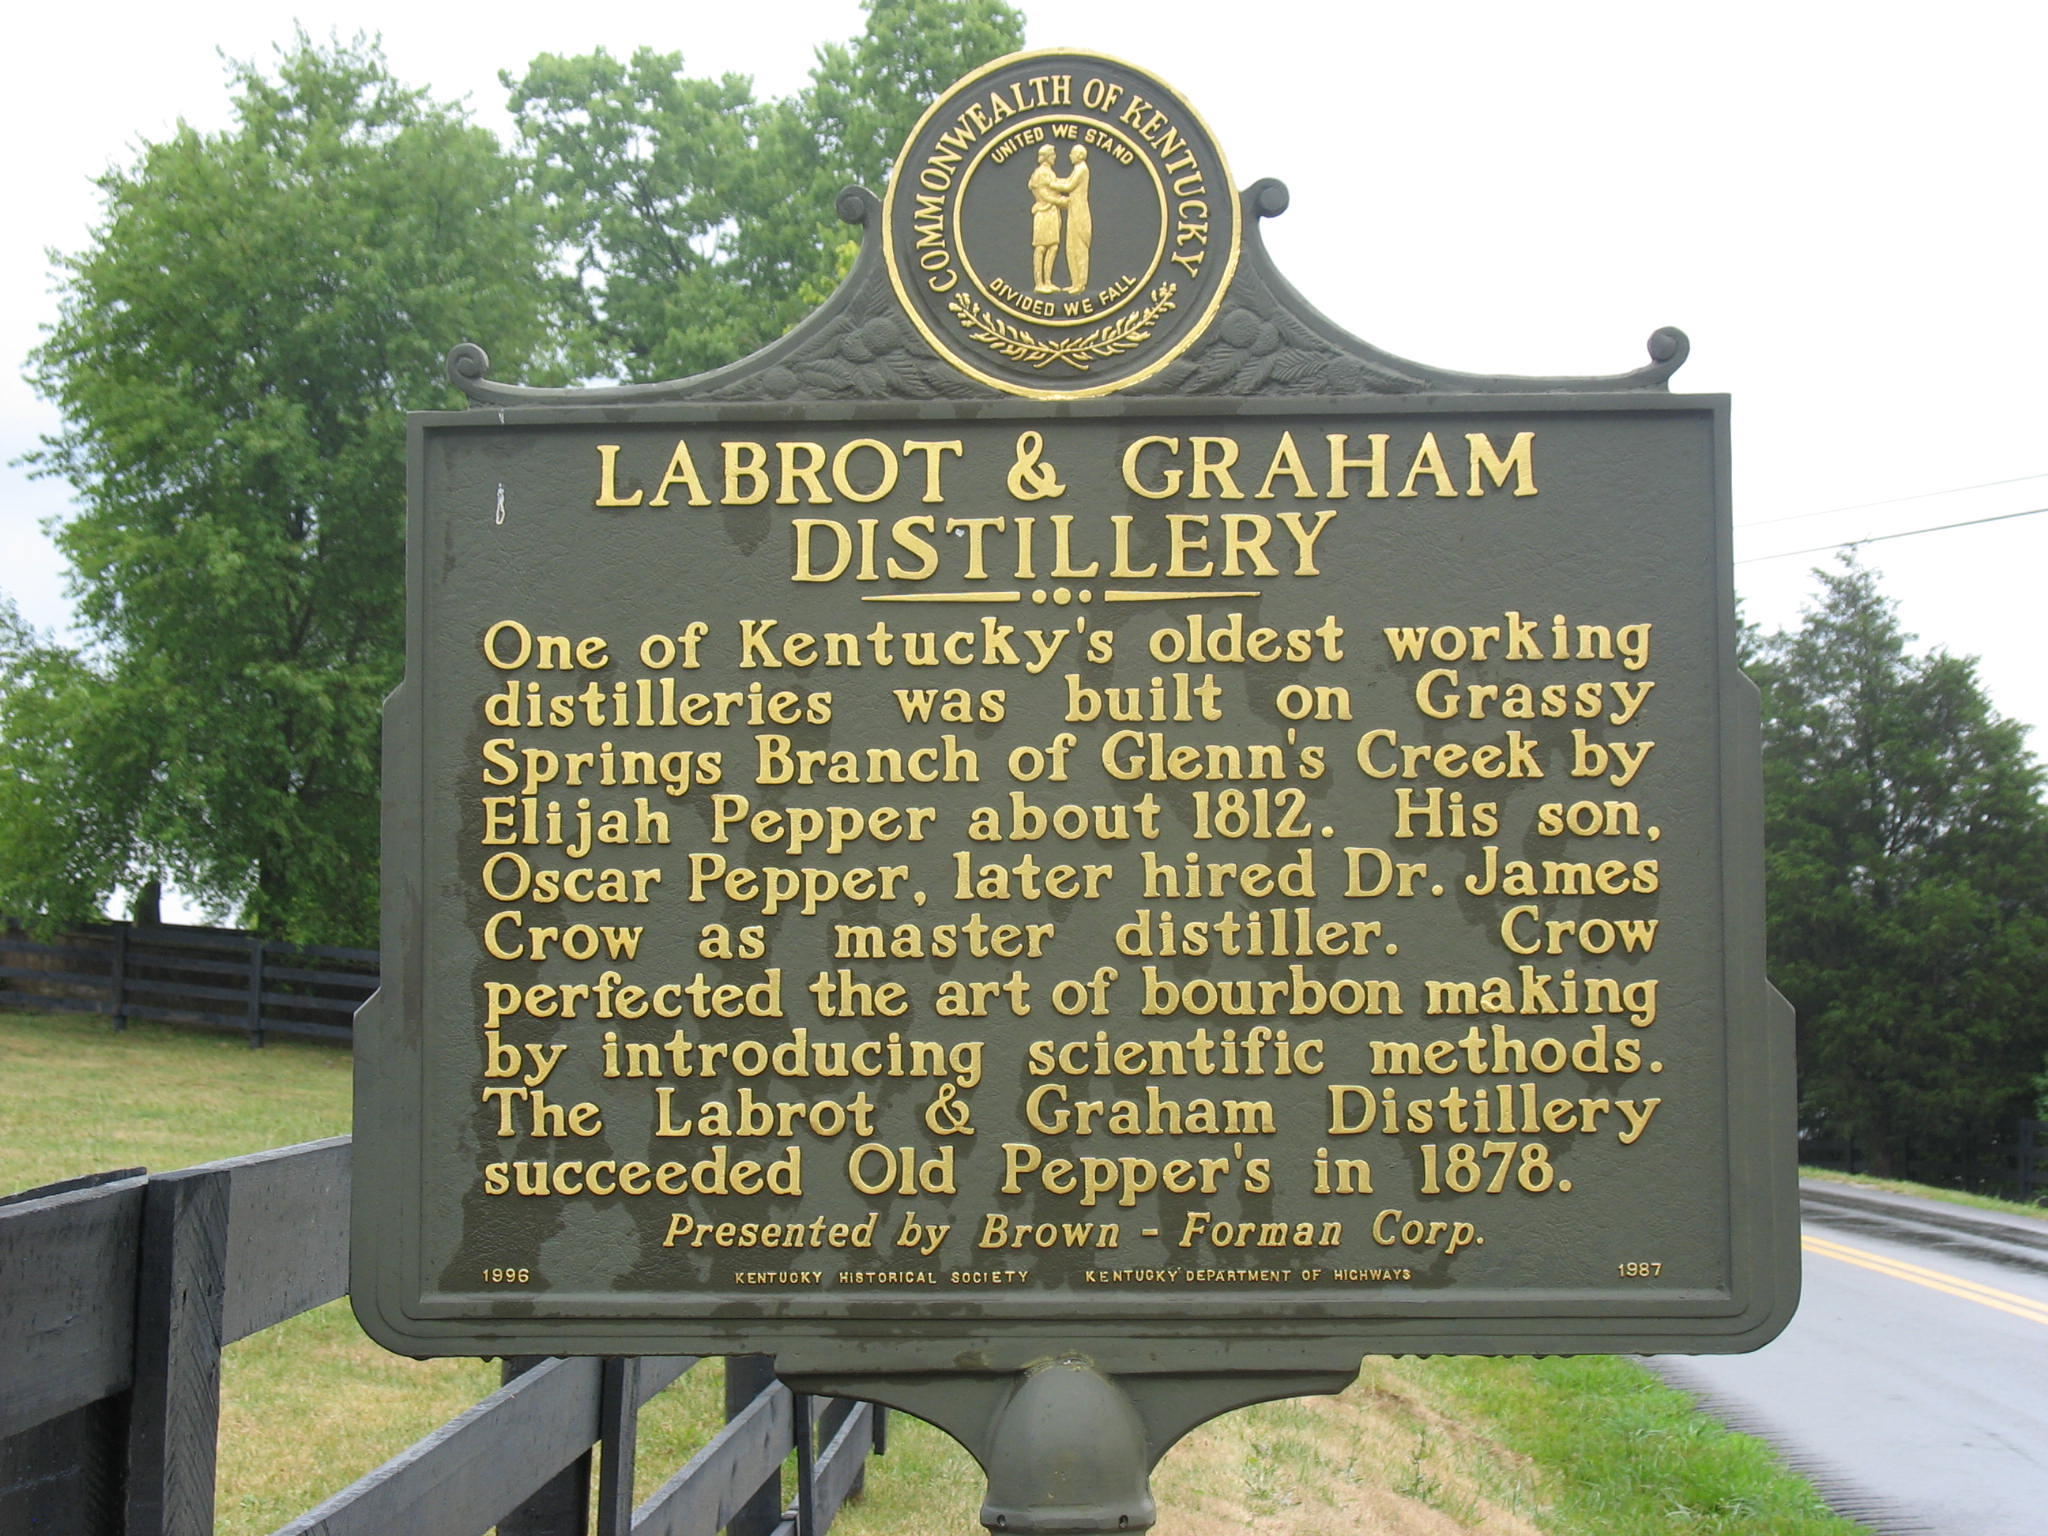 COMMONWEALTH OF KENTUCKY
UNITED WE STAND
DIVIDED WE FALL
LABROT & GRAHAM
DISTILLERY
One of Kentucky's oldest working
distilleries was built on Grassy
Springs Branch of Glenn's Creek by
Elijah Pepper about 1812. His son,
Oscar Pepper, later hired Dr. James
Crow as master distiller. Crow
perfected the art of bourbon making
by introducing scientific methods.
The Labrot & Graham Distillery
succeeded Old Pepper's in 1878.
Presented by Brown - Forman Corp.
1996 KENTUCKY HISTORICAL SOCIETY KENTUCKY DEPARTMENT OF HIGHWAYS 1987